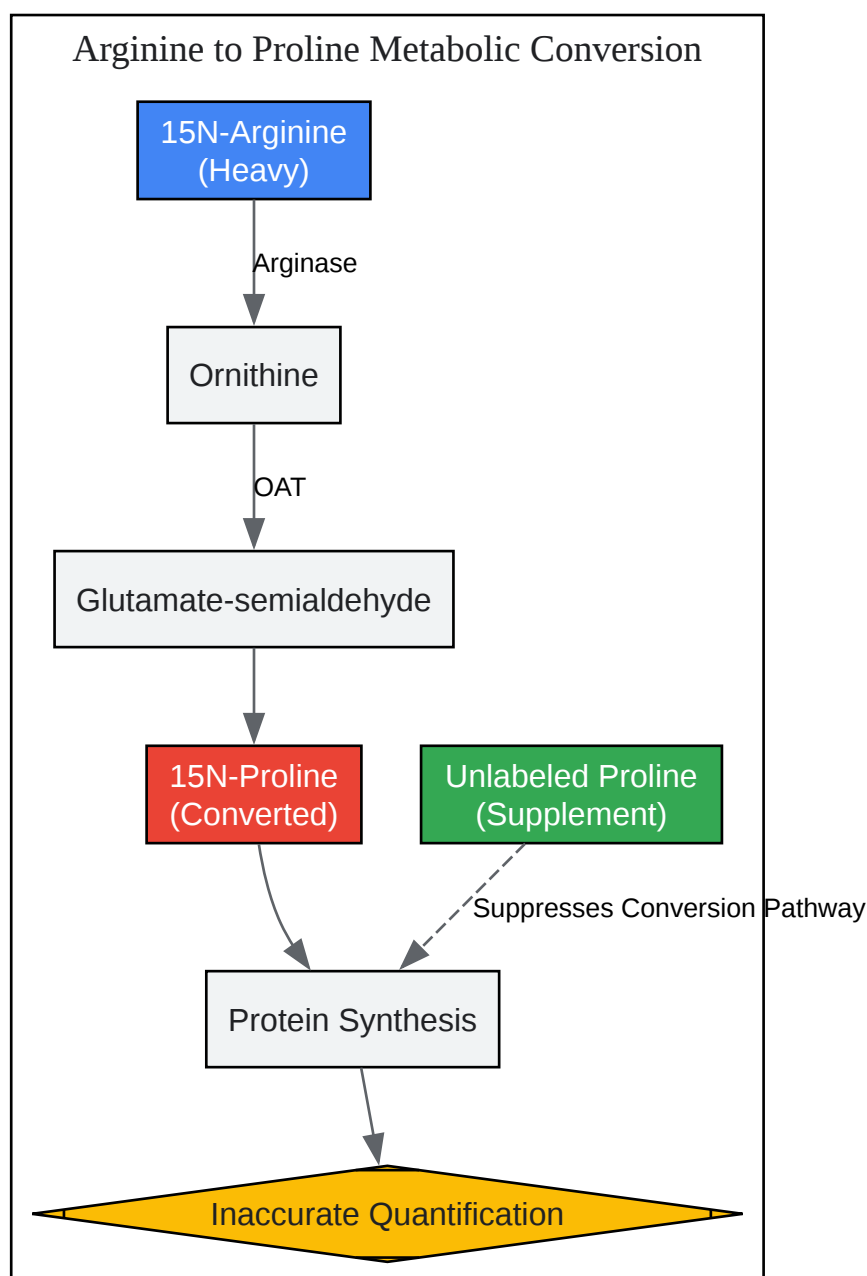 Arginine to Proline Metabolic Conversion
15N-Arginine
(Heavy)
Arginase
Ornithine
OAT
Glutamate-semialdehyde
15N-Proline
(Converted)
Unlabeled Proline
(Supplement)
Suppresses Conversion Pathway
Protein Synthesis
Inaccurate Quantification